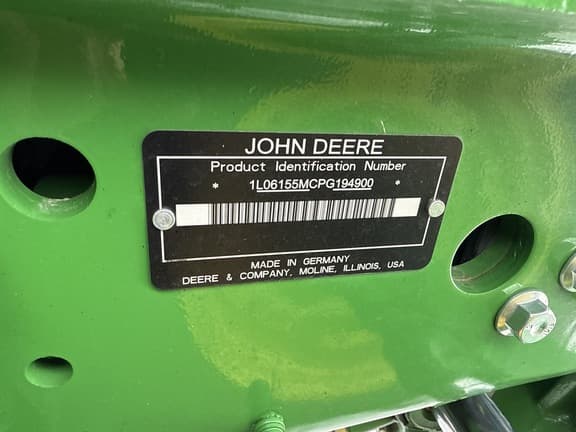 JOHN DEERE
Product Identification Number
* 1L06155MCPG194900 *
MADE IN GERMANY
DEERE & COMPANY, MOLINE, ILLINOIS, USA